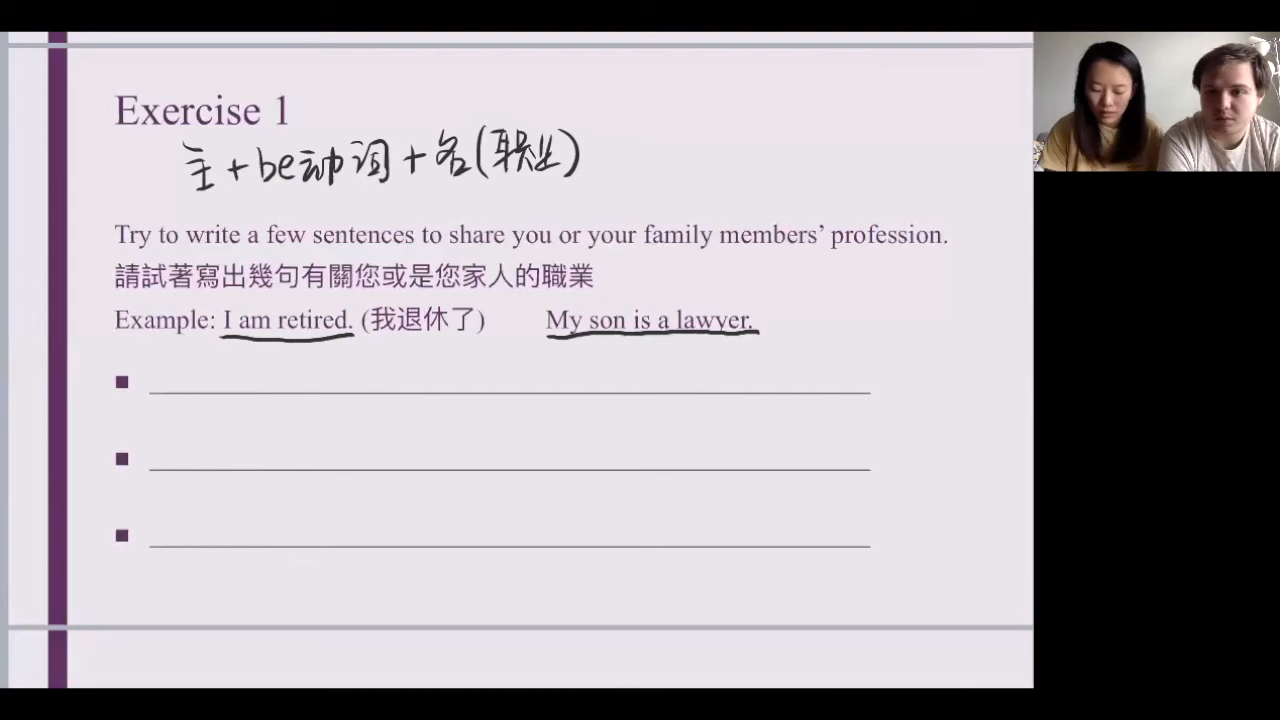 Exercise 1
主+be动词+名(职业)
Try to write a few sentences to share you or your family members’ profession.
請試著寫出幾句有關您或是您家人的職業
Example: I am retired. (我退休了) My son is a lawyer.